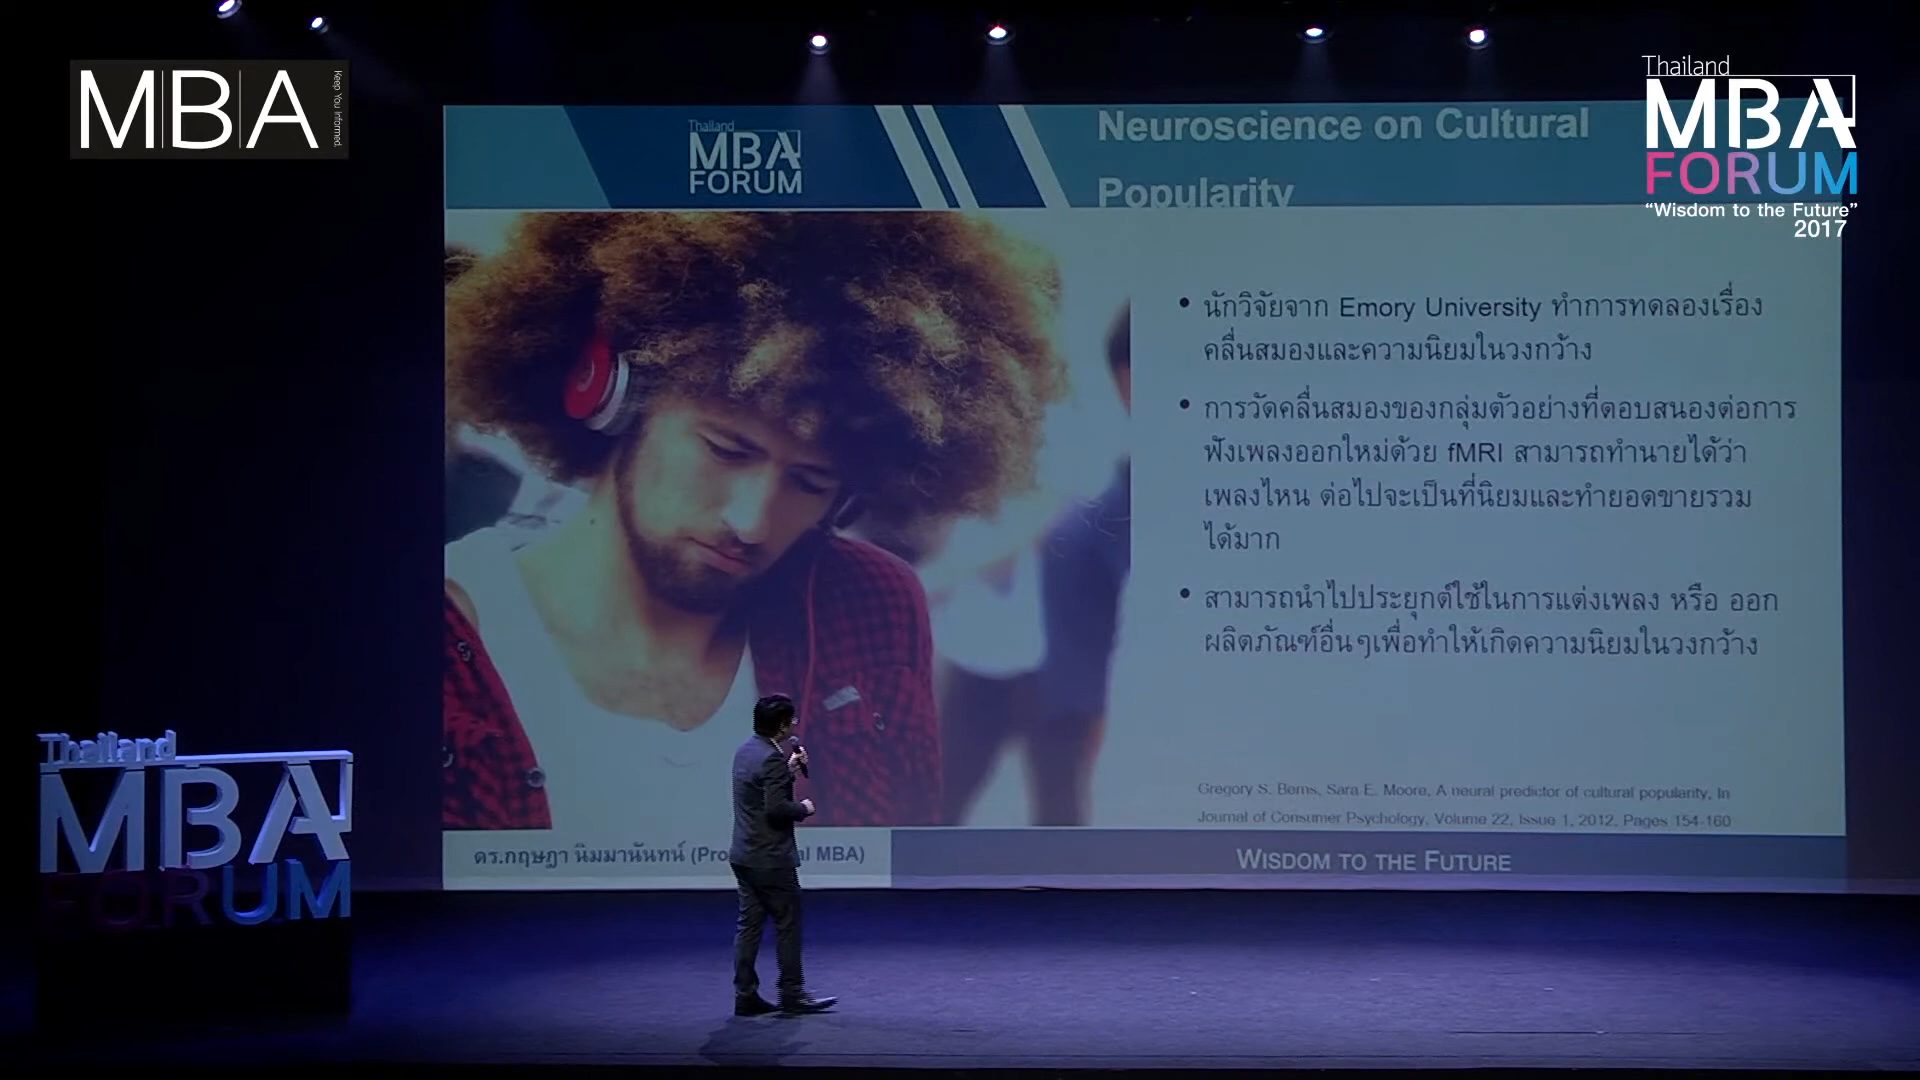 MBA
Keep You Informed.
Thailand
MBA
FORUM
“Wisdom to the Future”
2017
Thailand
MBA
FORUM
Neuroscience on Cultural
Popularity
• นักวิจัยจาก Emory University ทำการทดลองเรื่อง
คลื่นสมองและความนิยมในวงกว้าง
• การวัดคลื่นสมองของกลุ่มตัวอย่างที่ตอบสนองต่อการ
ฟังเพลงออกใหม่ด้วย fMRI สามารถทำนายได้ว่า
เพลงไหน ต่อไปจะเป็นที่นิยมและทำยอดขายรวม
ได้มาก
• สามารถนำไปประยุกต์ใช้ในการแต่งเพลง หรือ ออก
ผลิตภัณฑ์อื่นๆเพื่อทำให้เกิดความนิยมในวงกว้าง
Gregory S. Berns, Sara E. Moore, A neural predictor of cultural popularity, In
Journal of Consumer Psychology, Volume 22, Issue 1, 2012, Pages 154-160
ดร.กฤษฎา นิมมานันทน์ MBA)
WISDOM TO THE FUTURE
Thailand
MBA
FORUM